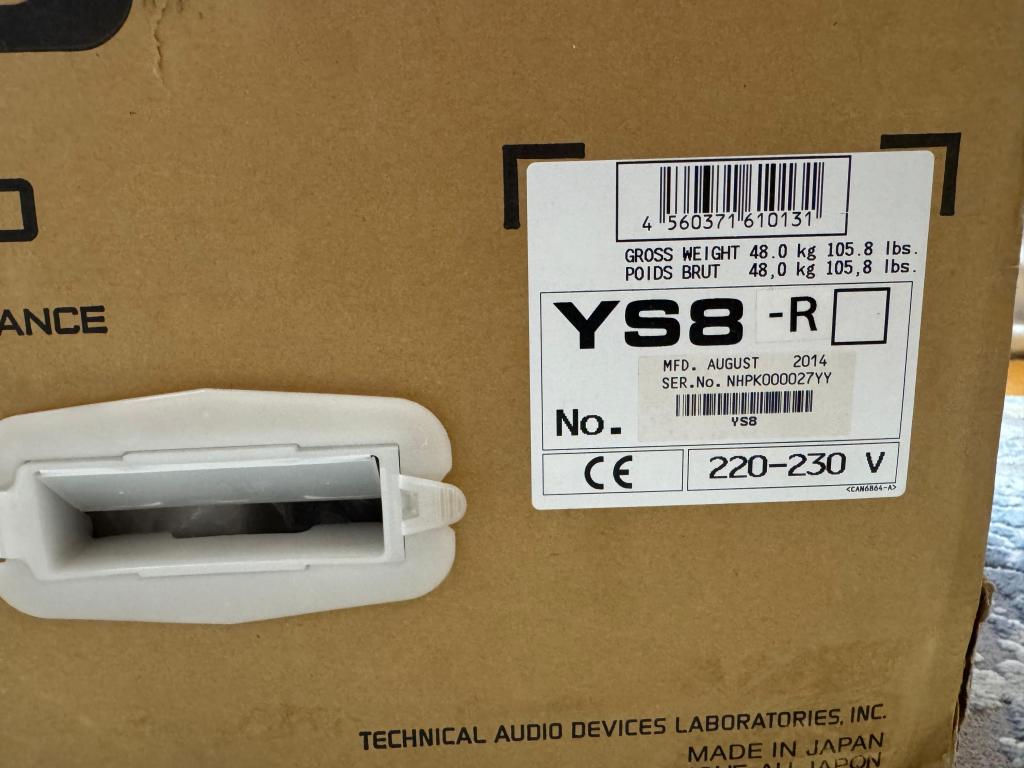 4 560371 610131
GROSS WEIGHT 48.0 kg 105.8 lbs.
POIDS BRUT 48,0 kg 105,8 lbs.
YS8 -R
MFD. AUGUST 2014
SER.No. NHPK000027YY
No.
YS8
CE 220-230 V
<CAN6864-A>
ANCE
TECHNICAL AUDIO DEVICES LABORATORIES, INC.
MADE IN JAPAN
AU JAPON